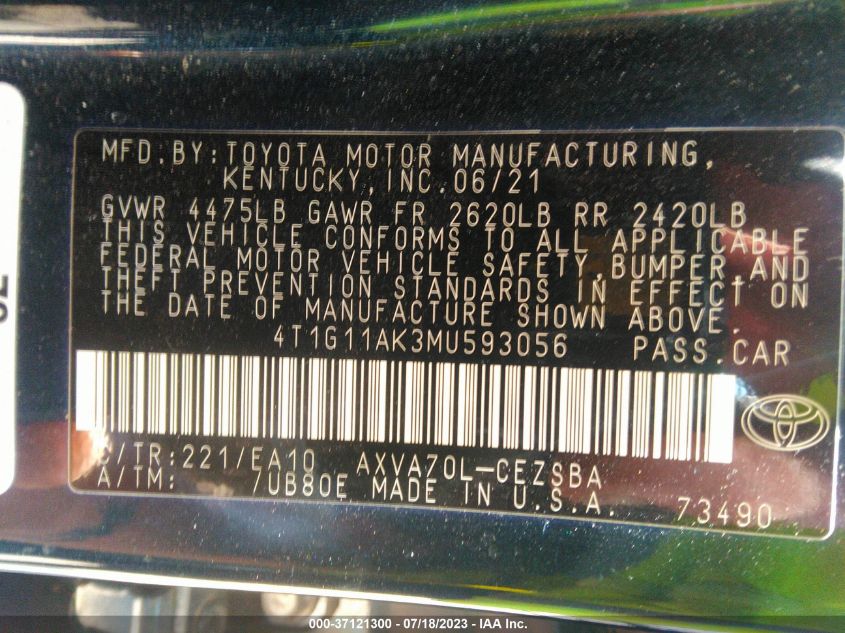 MFD.BY:TOYOTA MOTOR MANUFACTURING,
KENTUCKY,INC.06/21
GVWR 4475LB GAWR FR 2620LB RR 2420LB
THIS VEHICLE CONFORMS TO ALL APPLICABLE
FEDERAL MOTOR VEHICLE SAFETY,BUMPER,AND
THEFT PREVENTION STANDARDS IN EFFECT ON
THE DATE OF MANUFACTURE SHOWN ABOVE.
4T1G11AK3MU593056 PASS.CAR
C/TR:221/EA10 AXVA70L-CEZSBA
A/TM: /UB80E MADE IN U.S.A. 73490
000-37121300 - 07/18/2023 - IAA Inc.